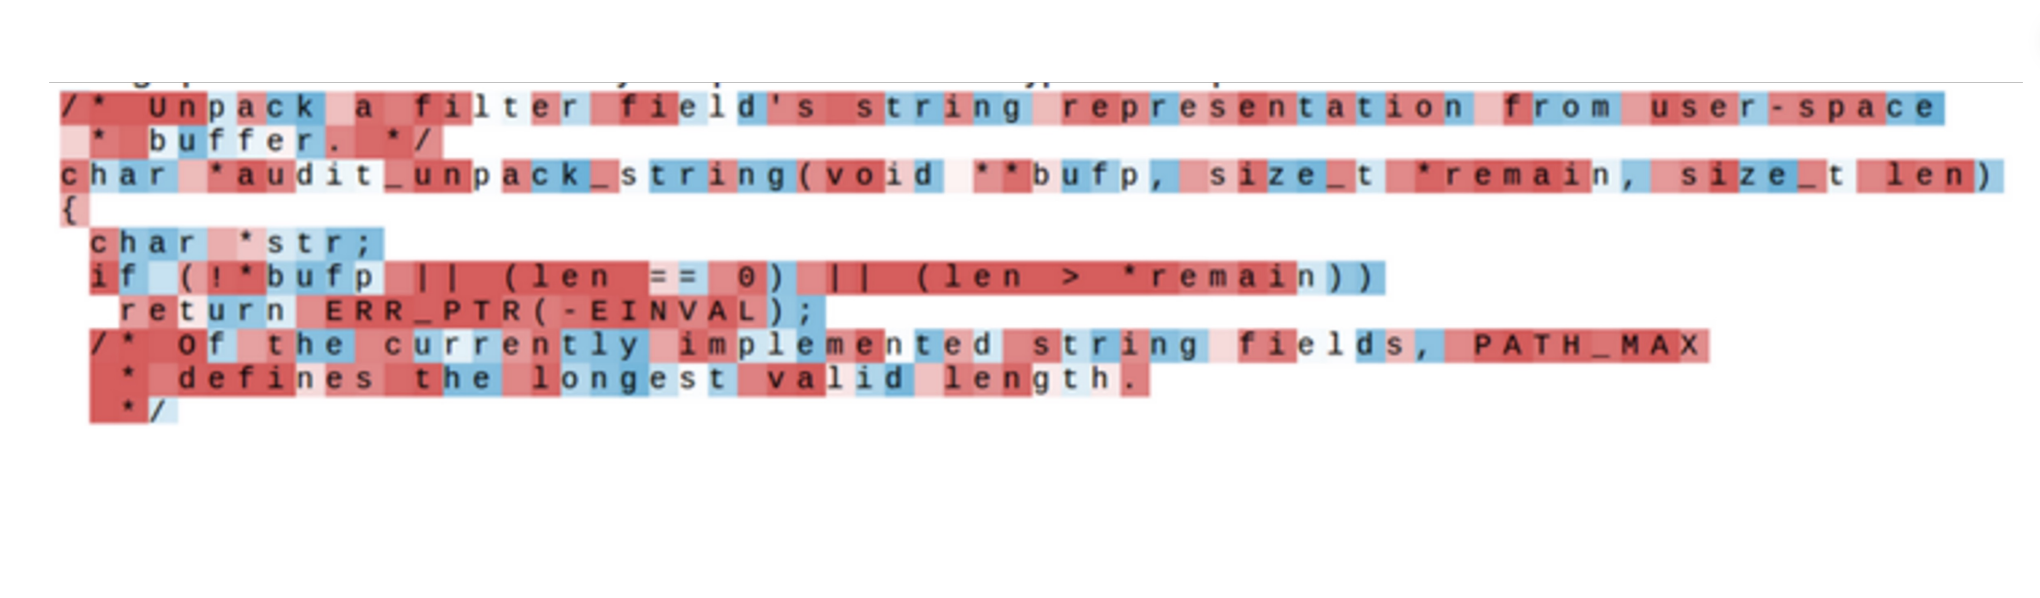 /* Unpack a filter field's string representation from user-space
 * buffer. */
char *audit_unpack_string(void **bufp, size_t *remain, size_t len)
{
 char *str;
 if (!*bufp || (len == 0) || (len > *remain))
  return ERR_PTR(-EINVAL);
 /* Of the currently implemented string fields, PATH_MAX
  * defines the longest valid length.
  */